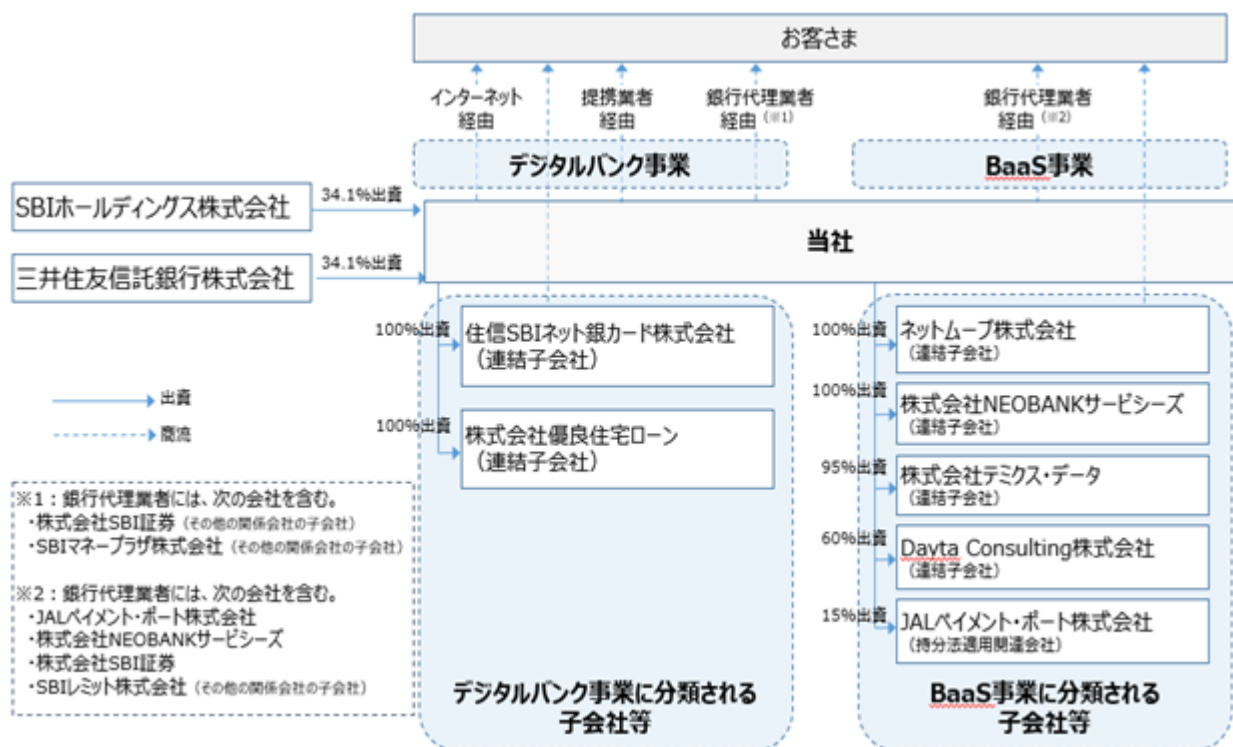 お客さま
インターネット
経由
提携業者
経由
銀行代理業者
経由(※1)
銀行代理業者
経由(※2)
デジタルバンク事業
BaaS事業
SBIホールディングス株式会社
34.1%出資
当社
三井住友信託銀行株式会社
34.1%出資
100%出資
住信SBIネット銀カード株式会社
(連結子会社)
100%出資
株式会社優良住宅ローン
(連結子会社)
デジタルバンク事業に分類される
子会社等
100%出資
ネットムーブ株式会社
(連結子会社)
100%出資
株式会社NEOBANKサービシーズ
(連結子会社)
95%出資
株式会社テミクス・データ
(連結子会社)
60%出資
Dayta Consulting株式会社
(連結子会社)
15%出資
JALペイメント・ポート株式会社
(持分法適用関連会社)
BaaS事業に分類される
子会社等
出資
商流
※1:銀行代理業者には、次の会社を含む。
・株式会社SBI証券(その他の関係会社の子会社)
・SBIマネープラザ株式会社(その他の関係会社の子会社)
※2:銀行代理業者には、次の会社を含む。
・JALペイメント・ポート株式会社
・株式会社NEOBANKサービシーズ
・株式会社SBI証券
・SBIレミット株式会社(その他の関係会社の子会社)